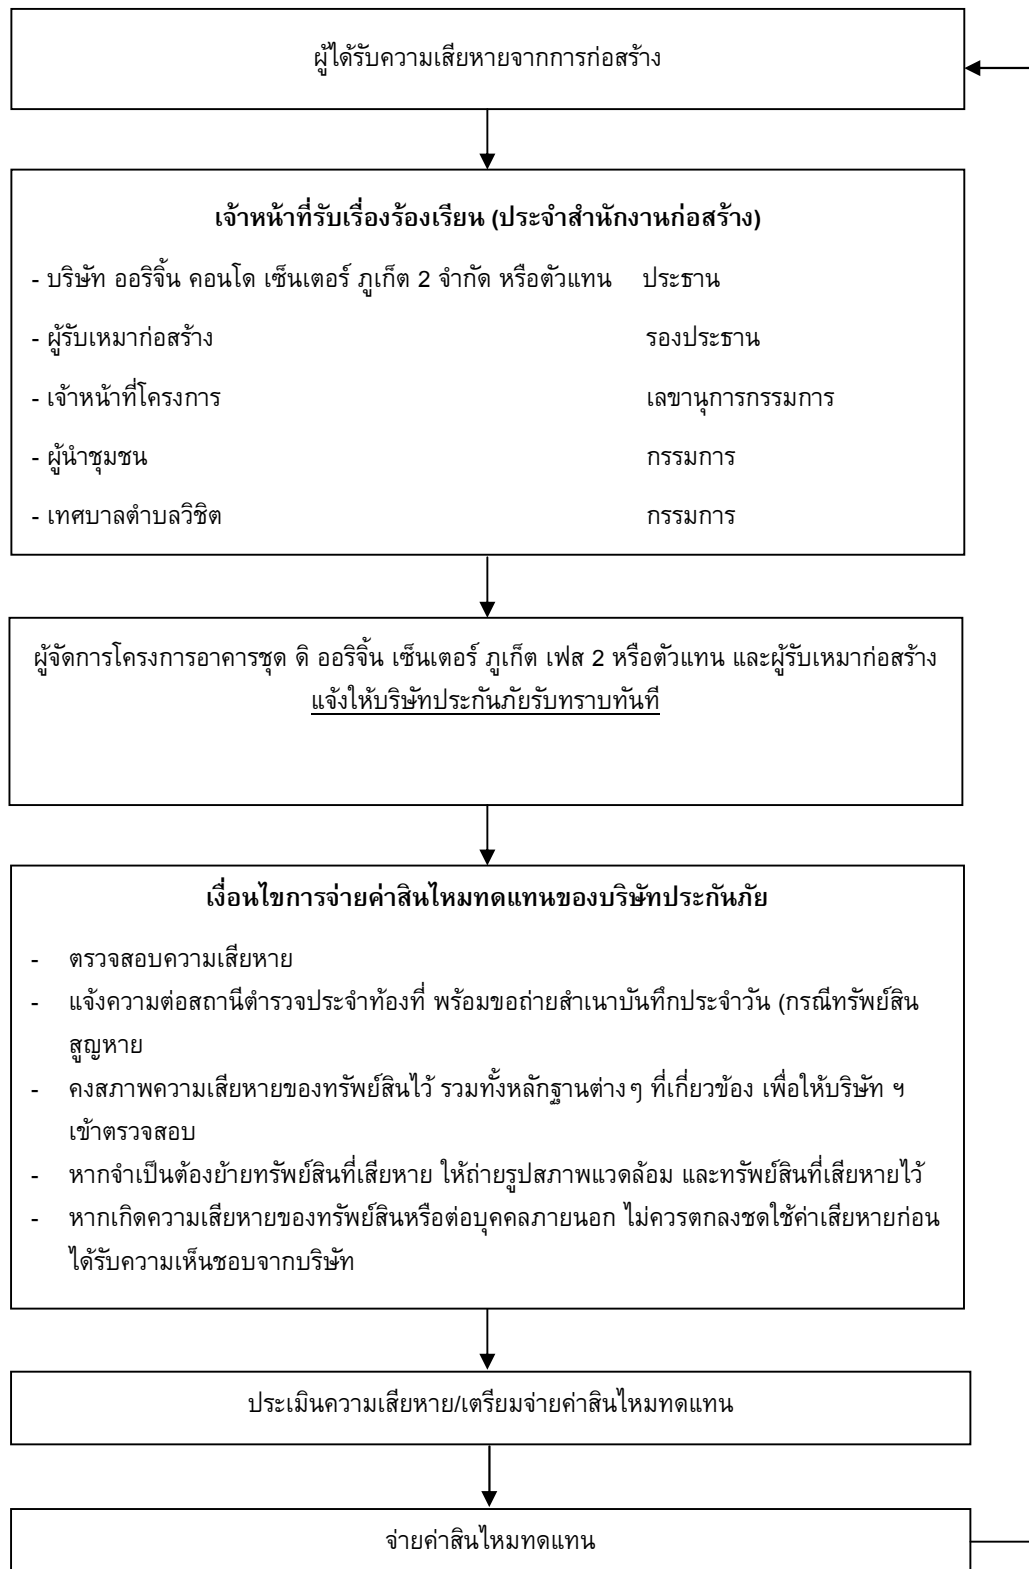 ผู้ได้รับความเสียหายจากการก่อสร้าง
เจ้าหน้าที่รับเรื่องร้องเรียน (ประจำสำนักงานก่อสร้าง)
- บริษัท ออริจิ้น คอนโด เซ็นเตอร์ ภูเก็ต 2 จำกัด หรือตัวแทน ประธาน
- ผู้รับเหมาก่อสร้าง รองประธาน
- เจ้าหน้าที่โครงการ เลขานุการกรรมการ
- ผู้นำชุมชน กรรมการ
- เทศบาลตำบลวิชิต กรรมการ
ผู้จัดการโครงการอาคารชุด ดิ ออริจิ้น เซ็นเตอร์ ภูเก็ต เฟส 2 หรือตัวแทน และผู้รับเหมาก่อสร้าง
แจ้งให้บริษัทประกันภัยรับทราบทันที
เงื่อนไขการจ่ายค่าสินไหมทดแทนของบริษัทประกันภัย
- ตรวจสอบความเสียหาย
- แจ้งความต่อสถานีตำรวจประจำท้องที่ พร้อมขอถ่ายสำเนาบันทึกประจำวัน (กรณีทรัพย์สิน
สูญหาย
- คงสภาพความเสียหายของทรัพย์สินไว้ รวมทั้งหลักฐานต่างๆ ที่เกี่ยวข้อง เพื่อให้บริษัท ฯ
เข้าตรวจสอบ
- หากจำเป็นต้องย้ายทรัพย์สินที่เสียหาย ให้ถ่ายรูปสภาพแวดล้อม และทรัพย์สินที่เสียหายไว้
- หากเกิดความเสียหายของทรัพย์สินหรือต่อบุคคลภายนอก ไม่ควรตกลงชดใช้ค่าเสียหายก่อน
ได้รับความเห็นชอบจากบริษัท
ประเมินความเสียหาย/เตรียมจ่ายค่าสินไหมทดแทน
จ่ายค่าสินไหมทดแทน